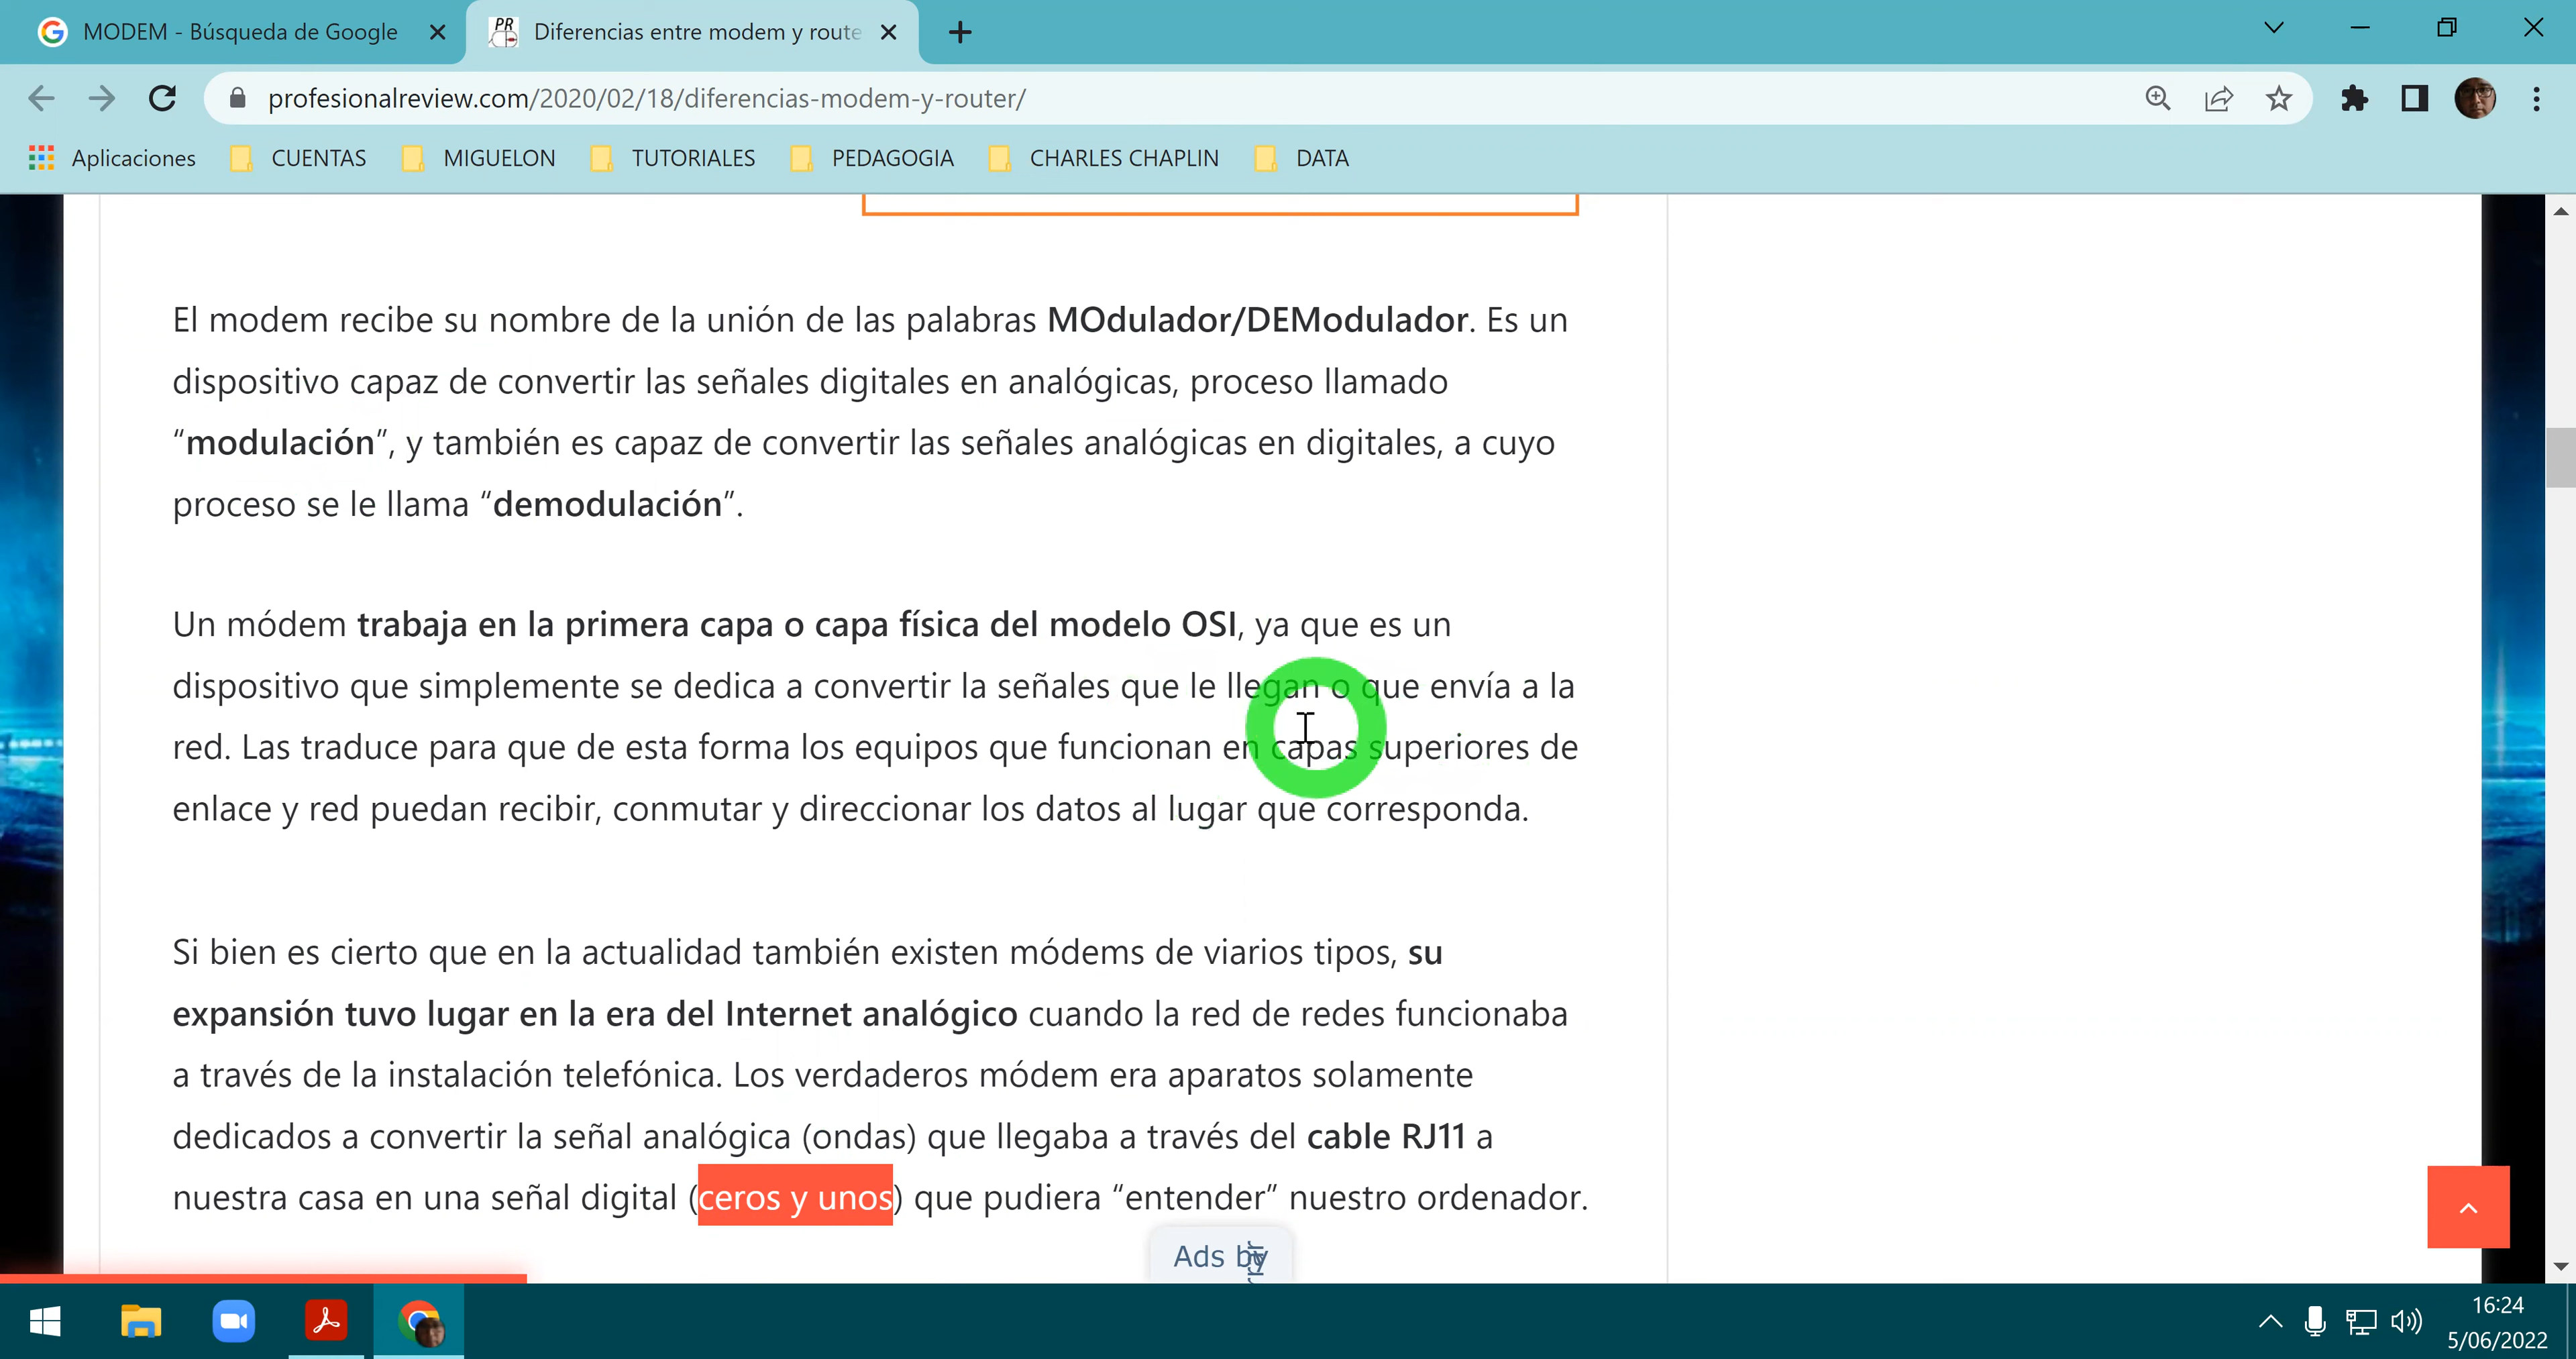 MODEM - Búsqueda de Google
PR
Diferencias entre modem y route
profesionalreview.com/2020/02/18/diferencias-modem-y-router/
Aplicaciones CUENTAS MIGUELON TUTORIALES PEDAGOGIA CHARLES CHAPLIN DATA
El modem recibe su nombre de la unión de las palabras MOdulador/DEModulador. Es un
dispositivo capaz de convertir las señales digitales en analógicas, proceso llamado
“modulación”, y también es capaz de convertir las señales analógicas en digitales, a cuyo
proceso se le llama “demodulación”.
Un módem trabaja en la primera capa o capa física del modelo OSI, ya que es un
dispositivo que simplemente se dedica a convertir la señales que le llegan o que envía a la
red. Las traduce para que de esta forma los equipos que funcionan en capas superiores de
enlace y red puedan recibir, conmutar y direccionar los datos al lugar que corresponda.
Si bien es cierto que en la actualidad también existen módems de viarios tipos, su
expansión tuvo lugar en la era del Internet analógico cuando la red de redes funcionaba
a través de la instalación telefónica. Los verdaderos módem era aparatos solamente
dedicados a convertir la señal analógica (ondas) que llegaba a través del cable RJ11 a
nuestra casa en una señal digital (ceros y unos) que pudiera “entender” nuestro ordenador.
Ads by
16:24
5/06/2022